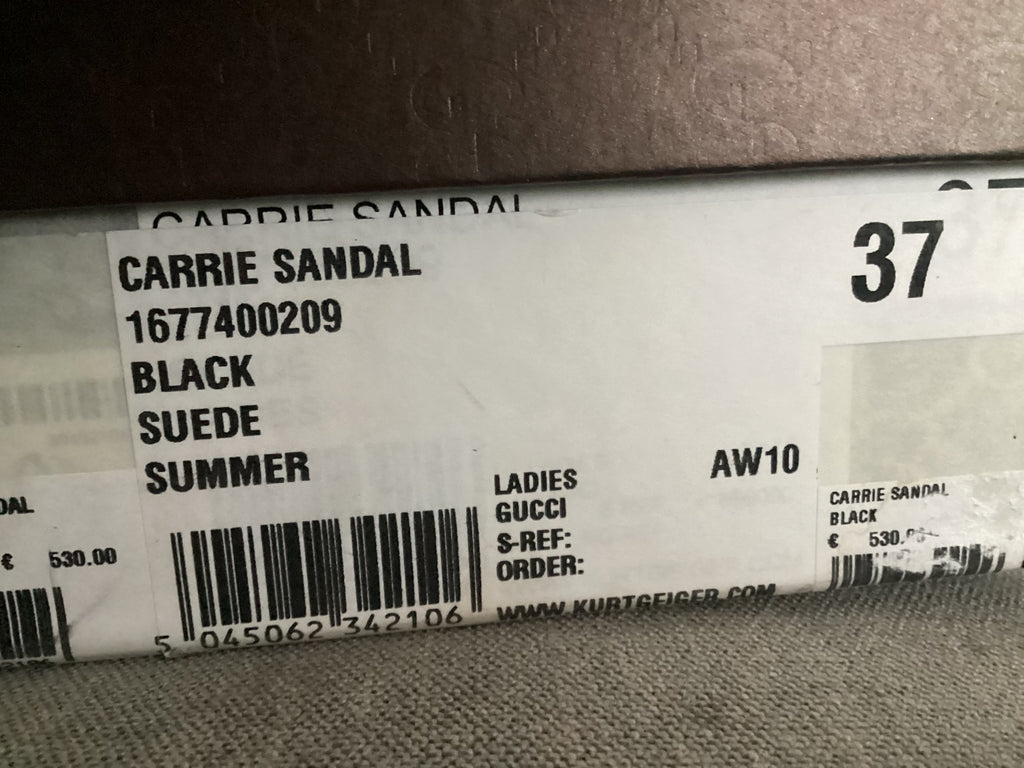 CARRIE SANDAL
CARRIE SANDAL
37
1677400209
BLACK
SUEDE
SUMMER
AW10
LADIES
GUCCI
S-REF:
ORDER:
WWW.KURTGEIGER.COM
5 045062 342106
DAL
€ 530.00
CARRIE SANDAL
BLACK
€ 530.